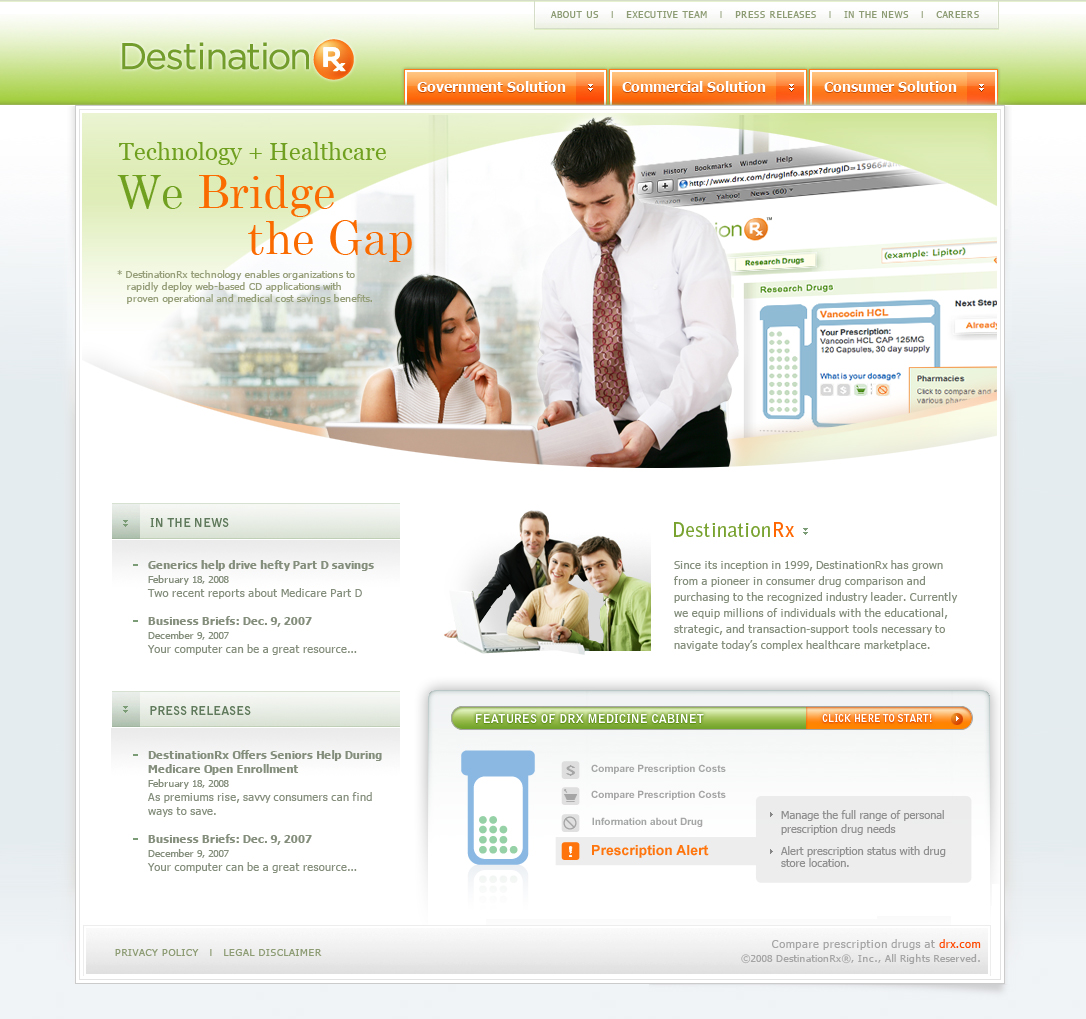 ABOUT US | EXECUTIVE TEAM | PRESS RELEASES | IN THE NEWS | CAREERS
DestinationRx
Government Solution
Commercial Solution
Consumer Solution
Technology + Healthcare
We Bridge
the Gap
* DestinationRx technology enables organizations to
rapidly deploy web-based CD applications with
proven operational and medical cost savings benefits.
View History Bookmarks Window Help
http://www.drx.com/drugInfo.aspx?drugID=15966
eBay Yahoo! News (60)
ionRx™
Research Drugs
(example: Lipitor)
Research Drugs
Vancocin HCL
Your Prescription:
Vancocin HCL CAP 125MG
120 Capsules, 30 day supply
What is your dosage?
Next Step
Already
Pharmacies
Click to compare
various pharm
IN THE NEWS
- Generics help drive hefty Part D savings
February 18, 2008
Two recent reports about Medicare Part D
- Business Briefs: Dec. 9, 2007
December 9, 2007
Your computer can be a great resource...
DestinationRx
Since its inception in 1999, DestinationRx has grown
from a pioneer in consumer drug comparison and
purchasing to the recognized industry leader. Currently
we equip millions of individuals with the educational,
strategic, and transaction-support tools necessary to
navigate today's complex healthcare marketplace.
PRESS RELEASES
- DestinationRx Offers Seniors Help During
Medicare Open Enrollment
February 18, 2008
As premiums rise, savvy consumers can find
ways to save.
- Business Briefs: Dec. 9, 2007
December 9, 2007
Your computer can be a great resource...
FEATURES OF DRX MEDICINE CABINET
CLICK HERE TO START!
$ Compare Prescription Costs
Compare Prescription Costs
Information about Drug
! Prescription Alert
Manage the full range of personal
prescription drug needs
Alert prescription status with drug
store location.
PRIVACY POLICY | LEGAL DISCLAIMER
Compare prescription drugs at drx.com
©2008 DestinationRx®, Inc., All Rights Reserved.